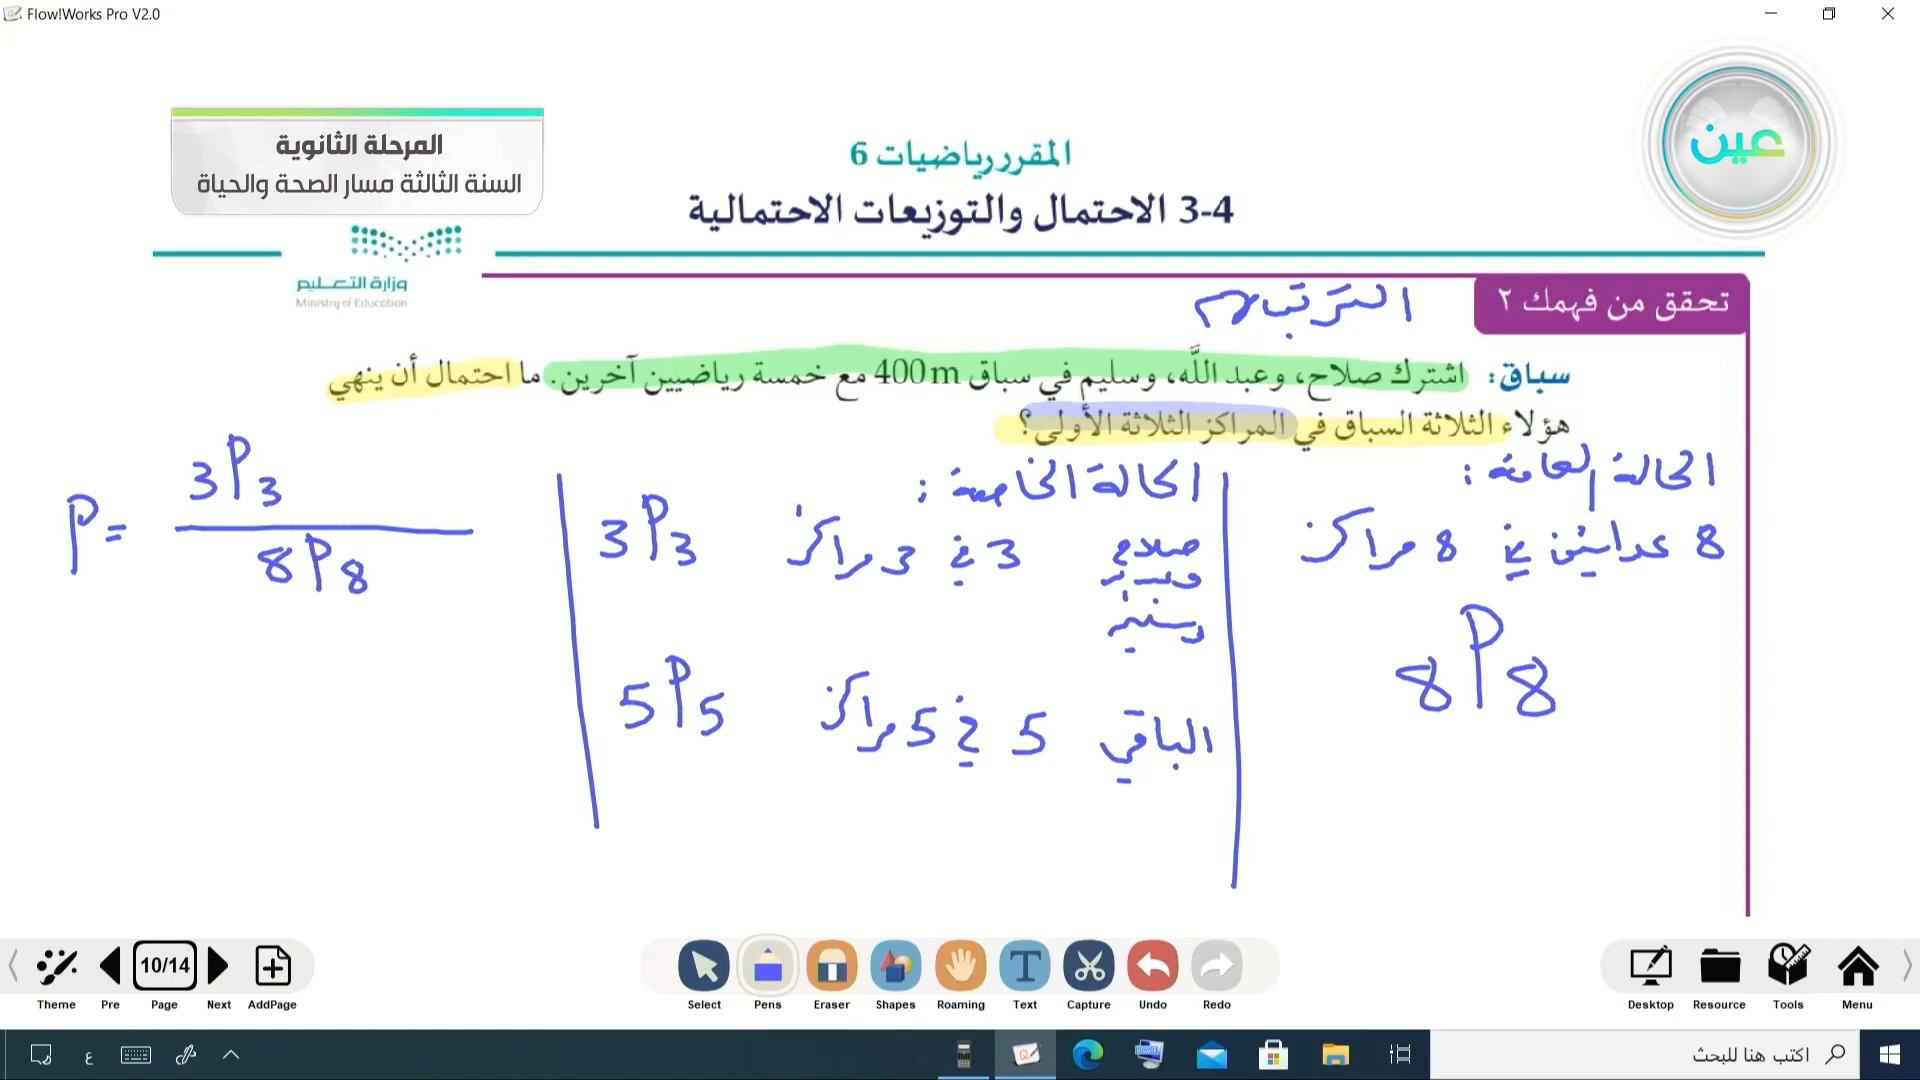 Flow!Works Pro V2.0
عين
المرحلة الثانوية
السنة الثالثة مسار الصحة والحياة
المقرر رياضيات 6
3-4 الاحتمال والتوزيعات الاحتمالية
وزارة التعليم
Ministry of Education
تحقق من فهمك ٢
سباق: اشترك صلاح، وعبد اللَّه، وسليم في سباق 400 m مع خمسة رياضيين آخرين. ما احتمال أن ينهي
هؤلاء الثلاثة السباق في المراكز الثلاثة الأولى؟
الحالة العامة :
8 عدائين في 8 مراكز
8P8
الحالة الخاصة :
صلاح
3 في 3 مراكز 3P3
الباقي 5 في 5 مراكز 5P5
P = 3P3
8P8
10/14
Theme Pre Page Next AddPage
Select Pens Eraser Shapes Roaming Text Capture Undo Redo
Desktop Resource Tools Menu
ع
اكتب هنا للبحث